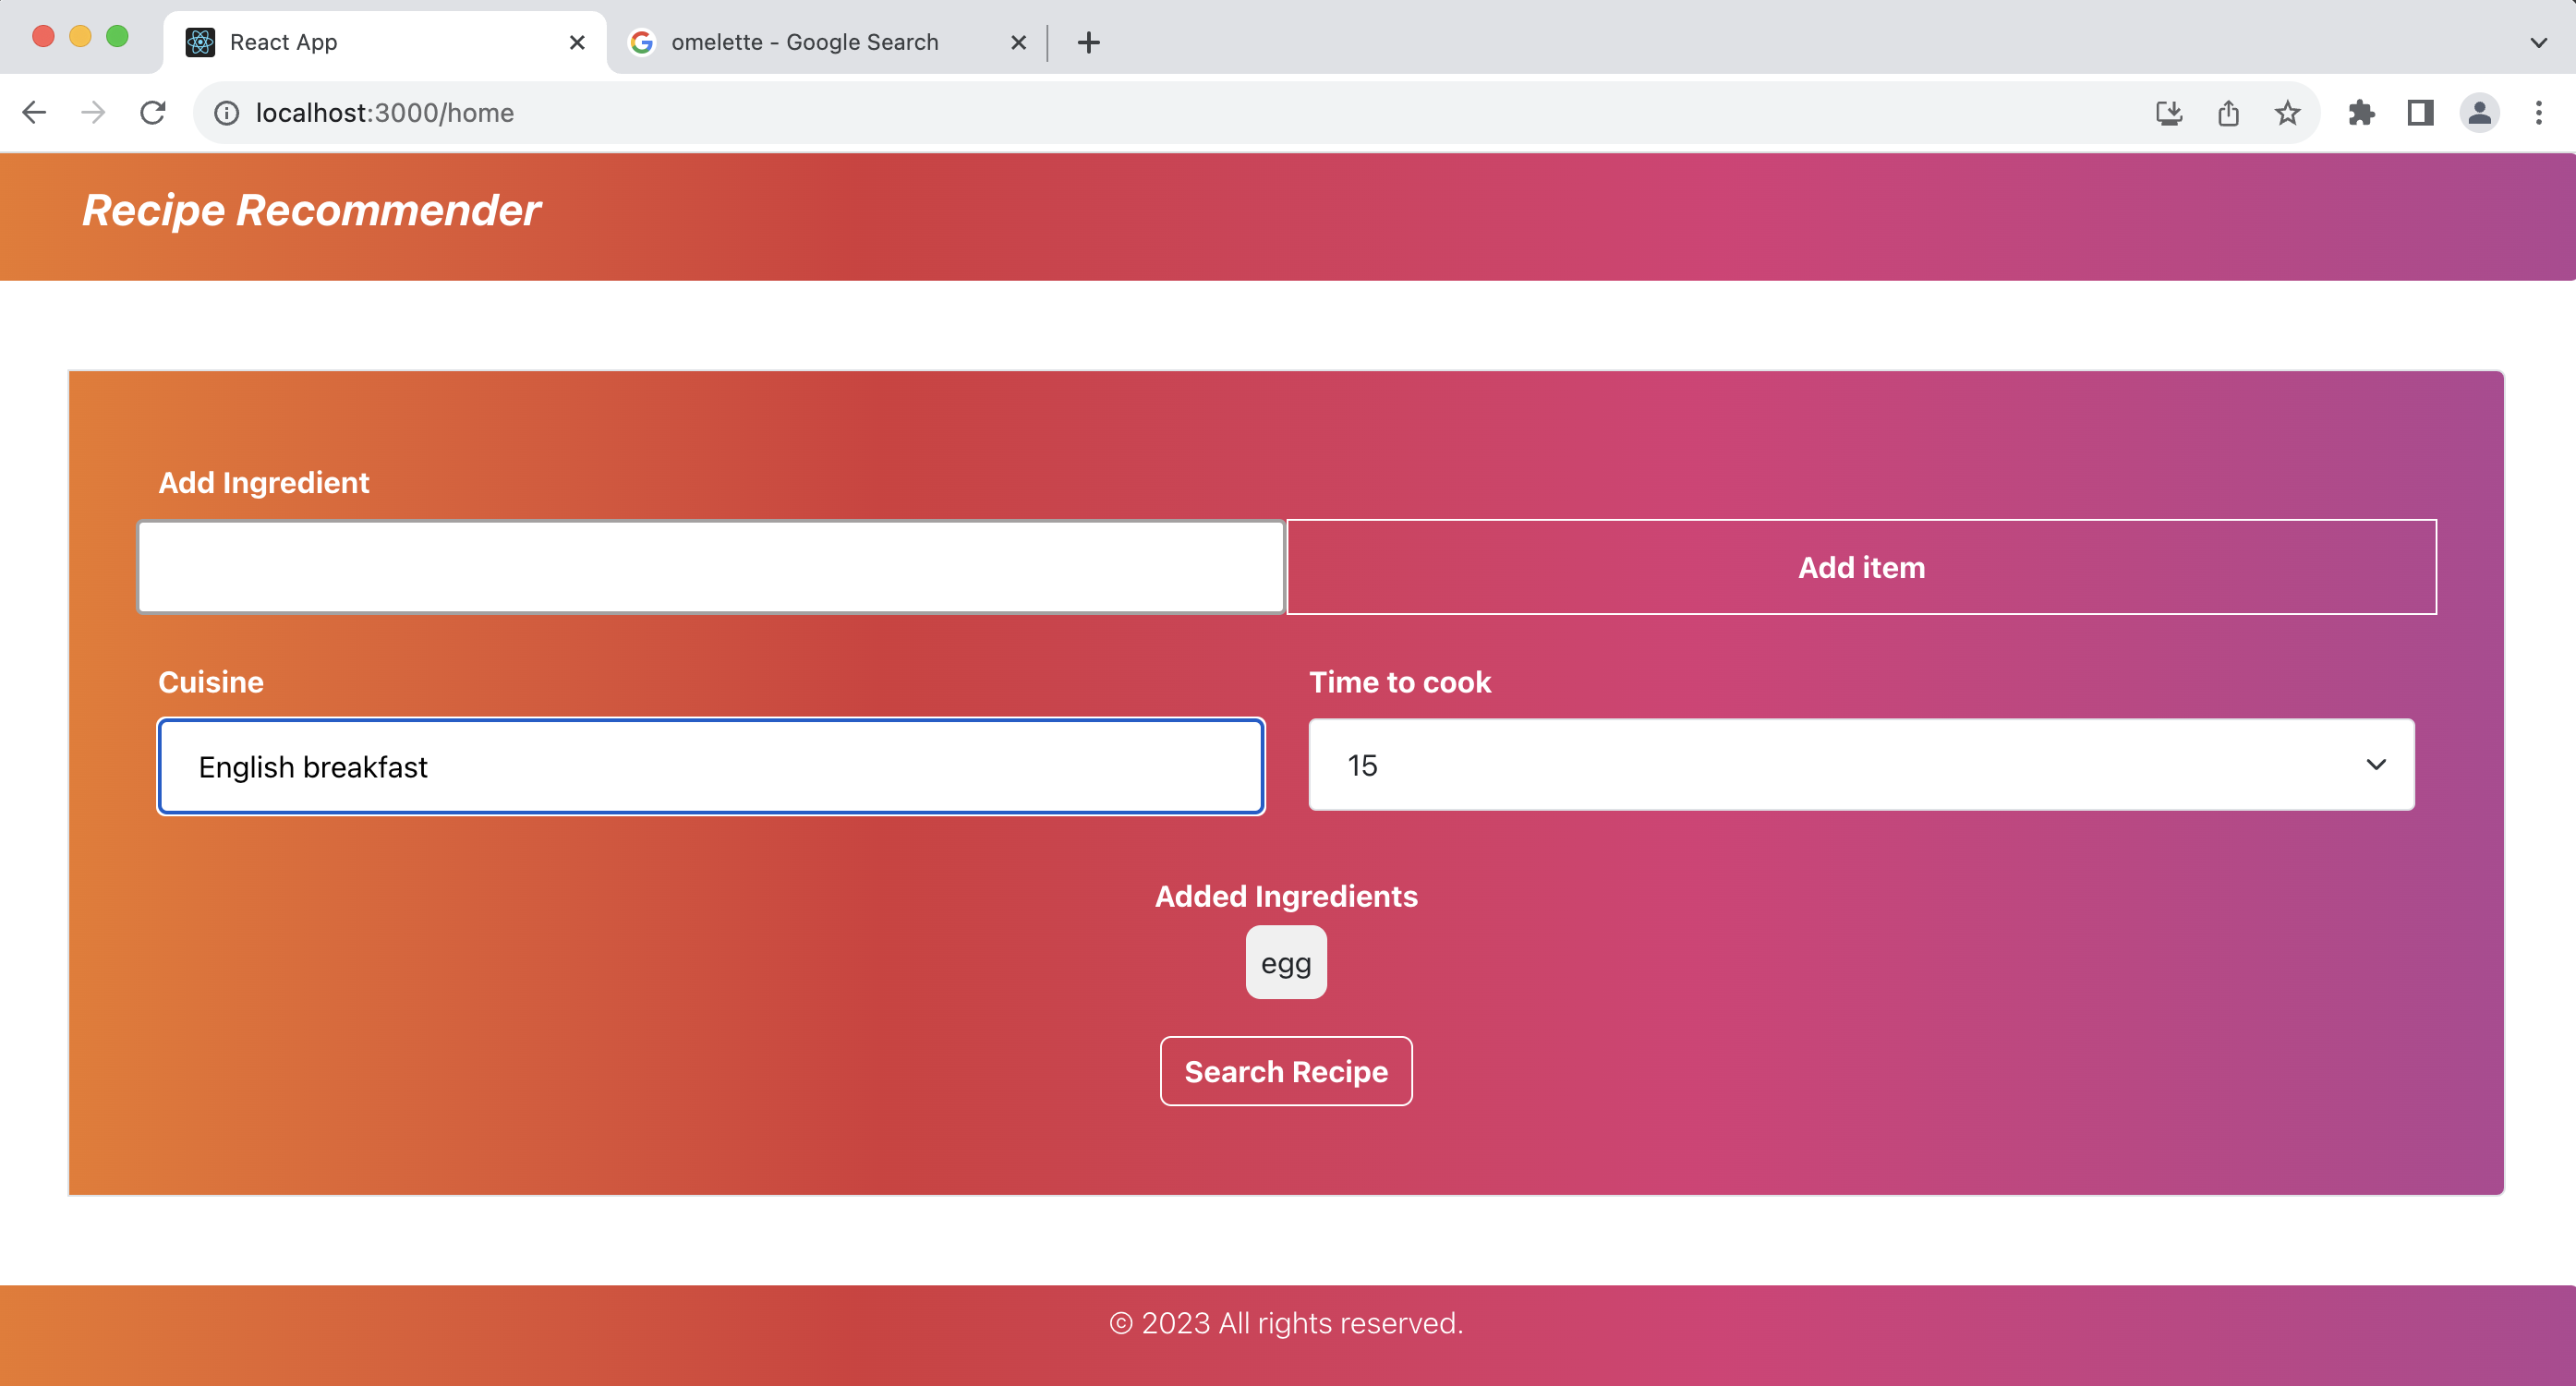 React App
omelette - Google Search
localhost:3000/home
Recipe Recommender
Add Ingredient
Add item
Cuisine
Time to cook
English breakfast
15
Added Ingredients
egg
Search Recipe
© 2023 All rights reserved.